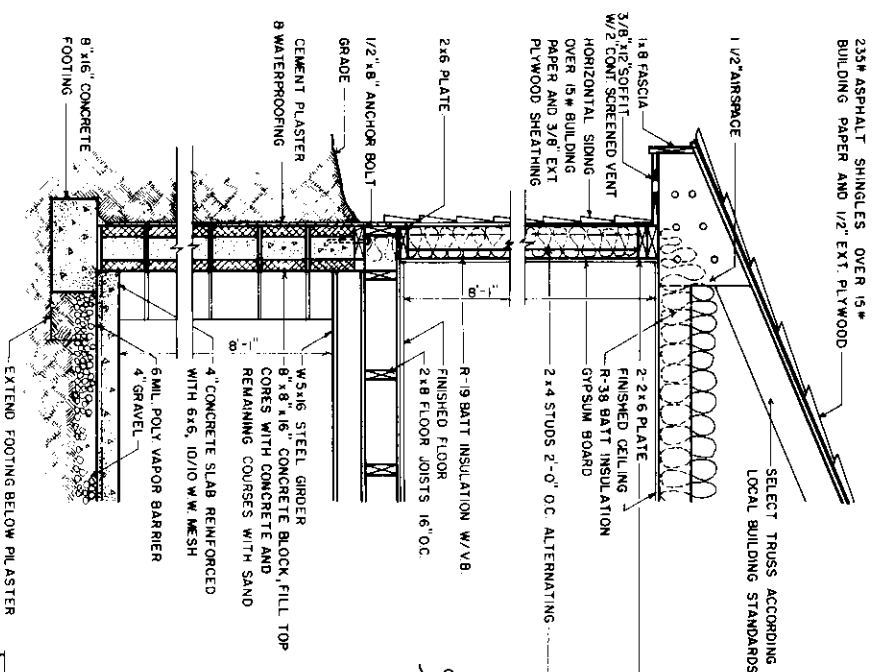 235# ASPHALT SHINGLES OVER 15#
BUILDING PAPER AND 1/2" EXT. PLYWOOD
1 1/2" AIRSPACE
1x8 FASCIA
3/8"x12" SOFFIT
W/2" CONT SCREENED VENT
HORIZONTAL SIDING
OVER 15# BUILDING
PAPER AND 3/8" EXT
PLYWOOD SHEATHING
2x6 PLATE
1/2"x8" ANCHOR BOLT
GRADE
CEMENT PLASTER
& WATERPROOFING
8"x16" CONCRETE
FOOTING
SELECT TRUSS ACCORDING
LOCAL BUILDING STANDARDS
2-2x6 PLATE
FINISHED CEILING
R-38 BATT INSULATION
GYPSUM BOARD
8'-1"
2x4 STUDS 2'-0" O.C. ALTERNATING
R-19 BATT INSULATION W/V.B.
FINISHED FLOOR
2x8 FLOOR JOISTS 16" O.C.
8'-1"
W5x16 STEEL GIRDER
8"x8"x16" CONCRETE BLOCK, FILL TOP
CORES WITH CONCRETE AND
REMAINING COURSES WITH SAND
4" CONCRETE SLAB REINFORCED
WITH 6x6, 10/10 W.W. MESH
6 MIL. POLY VAPOR BARRIER
4" GRAVEL
EXTEND FOOTING BELOW PILASTER